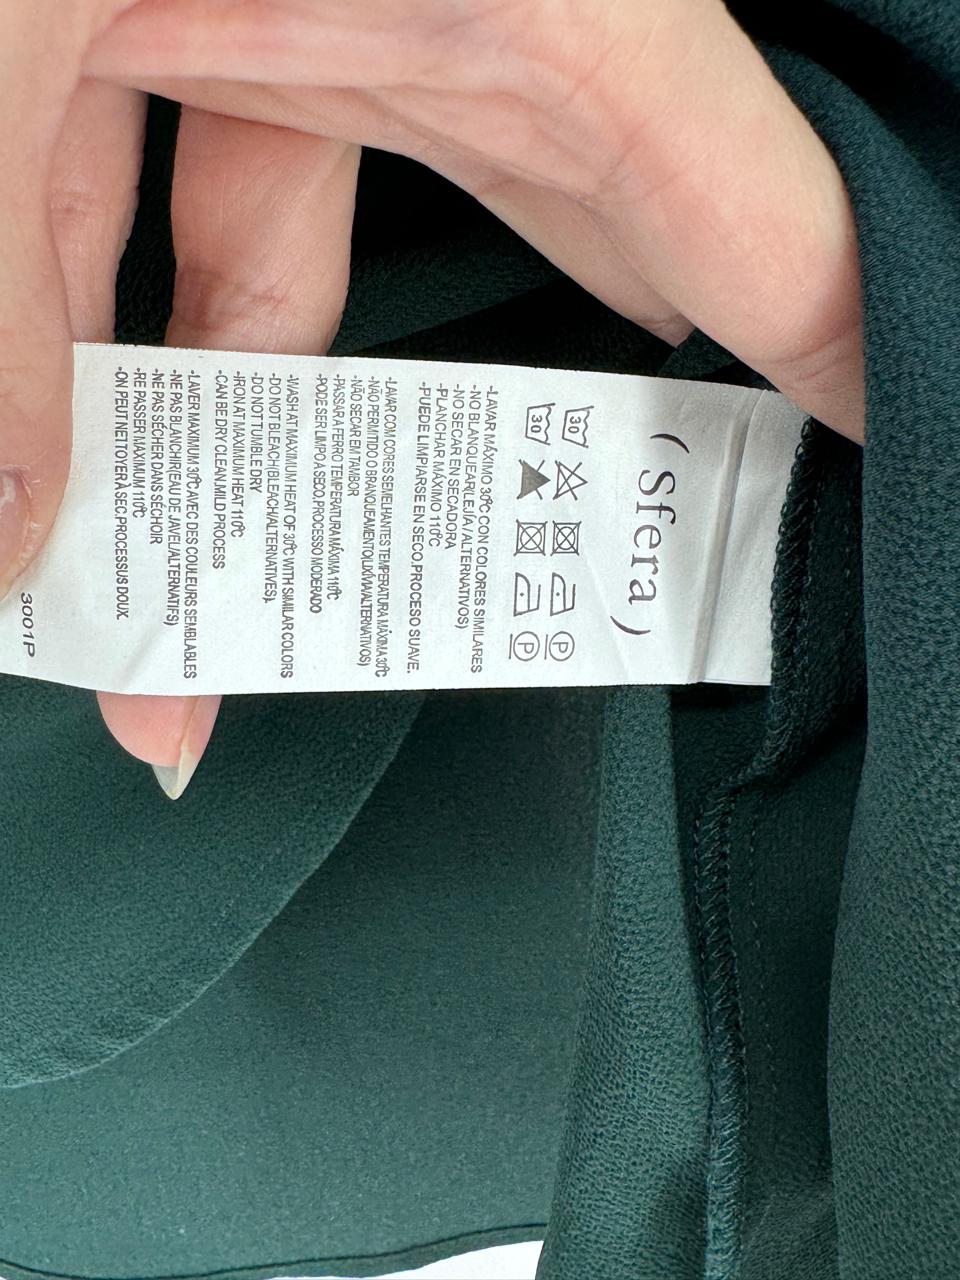 ( Sfera )
30 P
30 P
-LAVAR MÁXIMO 30ºC CON COLORES SIMILARES
-NO BLANQUEAR(LEJIA/ALTERNATIVOS)
-NO SECAR EN SECADORA
-PLANCHAR MÁXIMO 110ºC
-PUEDE LIMPIARSE EN SECO,PROCESO SUAVE.
-LAVAR COM CORES SEMELHANTES TEMPERATURA MÁXIMA 30ºC
-NÃO PERMITIDO O BRANQUEAMENTO(LIXIVIA/ALTERNATIVOS)
-NÃO SECAR EM TAMBOR
-PASSAR A FERRO TEMPERATURA MÁXIMA 110ºC
-PODE SER LIMPO A SECO,PROCESSO MODERADO
-WASH AT MAXIMUM HEAT OF 30ºC WITH SIMILAR COLORS
-DO NOT BLEACH(BLEACH/ALTERNATIVES).
-DO NOT TUMBLE DRY
-IRON AT MAXIMUM HEAT 110ºC
-CAN BE DRY CLEAN,MILD PROCESS
-LAVER MAXIMUM 30ºC AVEC DES COULEURS SEMBLABLES
-NE PAS BLANCHIR(EAU DE JAVEL/ALTERNATIFS)
-NE PAS SÉCHER DANS SÉCHOIR
-RE PASSER MAXIMUM 110ºC
-ON PEUT NETTOYER À SEC,PROCESSUS DOUX.
3001P